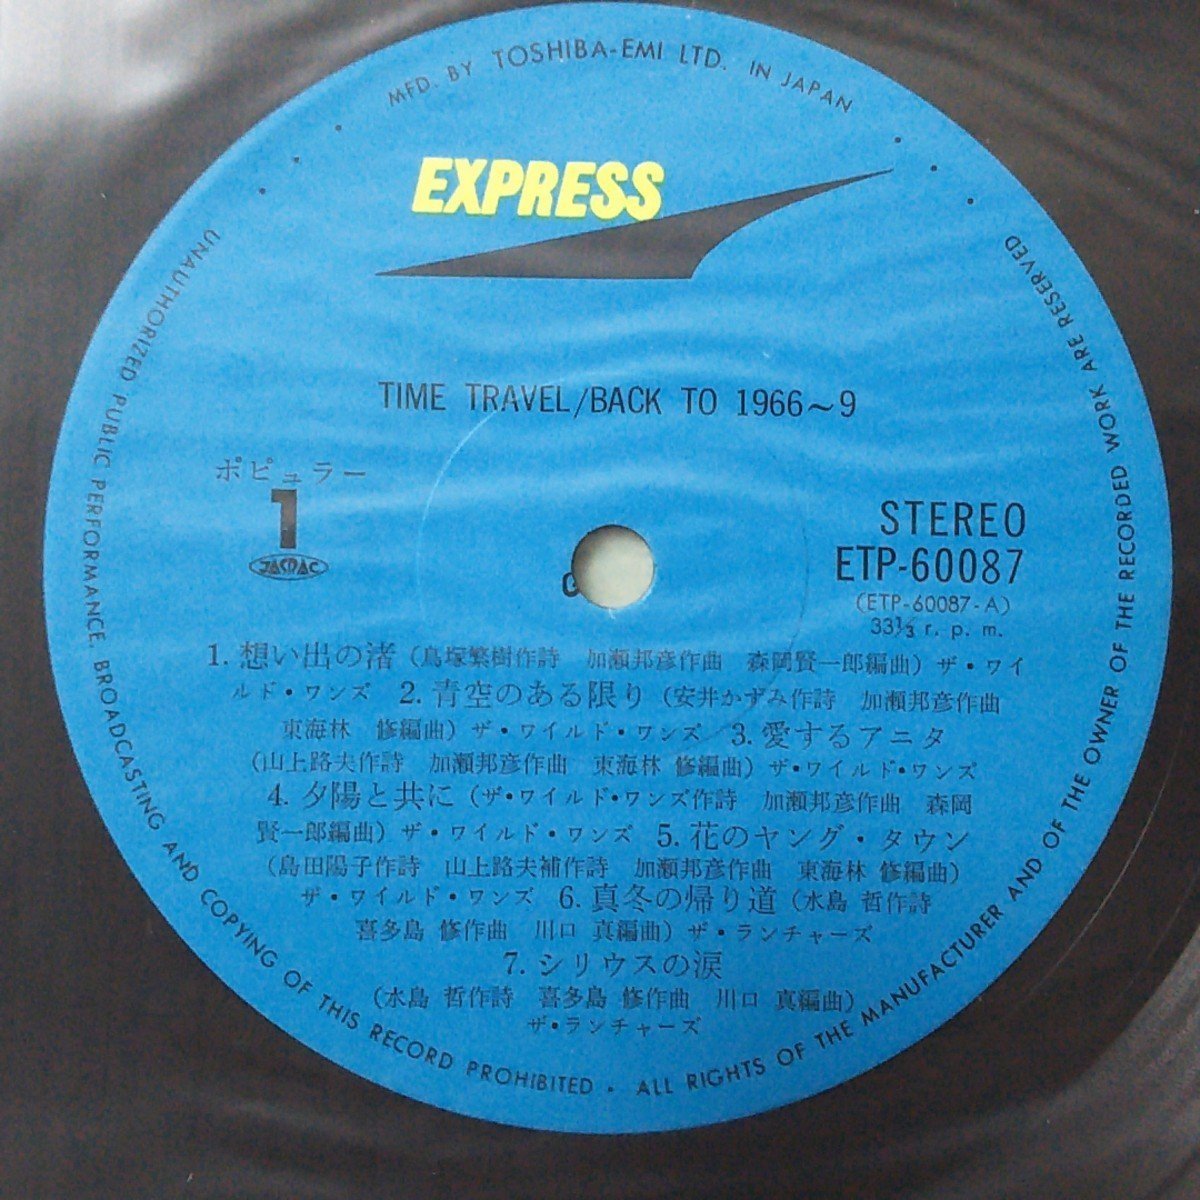 MFD. BY TOSHIBA-EMI LTD. IN JAPAN
EXPRESS
TIME TRAVEL/BACK TO 1966~9
ポピュラー
1
JASRAC
STEREO
ETP-60087
(ETP-60087-A)
33⅓ r. p. m.
1. 想い出の渚 (鳥塚繁樹作詩 加瀬邦彦作曲 森岡賢一郎編曲) ザ・ワイ
ルド・ワンズ 2. 青空のある限り (安井かずみ作詩 加瀬邦彦作曲
東海林 修編曲) ザ・ワイルド・ワンズ 3. 愛するアニタ
(山上路夫作詩 加瀬邦彦作曲 東海林 修編曲) ザ・ワイルド・ワンズ
4. 夕陽と共に (ザ・ワイルド・ワンズ作詩 加瀬邦彦作曲 森岡
賢一郎編曲) ザ・ワイルド・ワンズ 5. 花のヤング・タウン
(島田陽子作詩 山上路夫補作詩 加瀬邦彦作曲 東海林 修編曲)
ザ・ワイルド・ワンズ 6. 真冬の帰り道 (水島 哲作詩
喜多島 修作曲 川口 真編曲) ザ・ランチャーズ
7. シリウスの涙
(水島 哲作詩 喜多島 修作曲 川口 真編曲)
ザ・ランチャーズ
UNAUTHORIZED PUBLIC PERFORMANCE, BROADCASTING AND COPYING OF THIS RECORD PROHIBITED • ALL RIGHTS OF THE MANUFACTURER AND OF THE OWNER OF THE RECORDED WORK ARE RESERVED